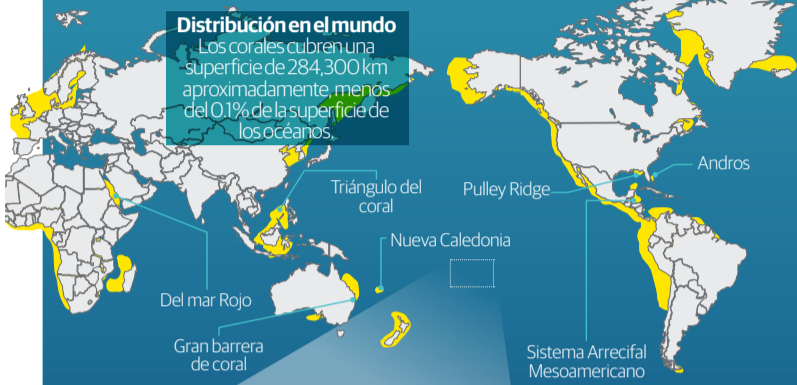 Distribución en el mundo
Los corales cubren una
superficie de 284,300 km
aproximadamente, menos
del 0.1% de la superficie de
los océanos.
Triángulo del
coral
Nueva Caledonia
Del mar Rojo
Gran barrera
de coral
Pulley Ridge
Andros
Sistema Arrecifal
Mesoamericano